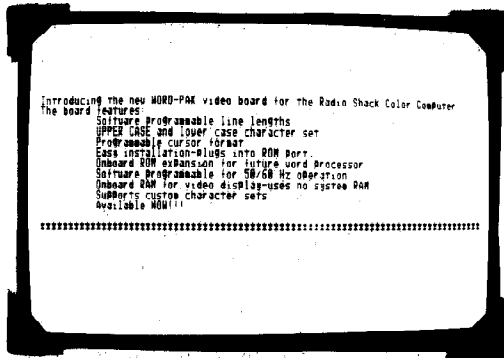 Introducing the new WORD-PAK video board for the Radio Shack Color Computer
The board features:
Software programmable line lengths
UPPER CASE and lower case character set
Programmable cursor format
Easy installation-Plugs into ROM port.
Onboard ROM expansion for future word processor
Software Programmable for 50/60 Hz operation
Onboard RAM for video display-uses no system RAM
Supports custom character sets
Available NOW!!!